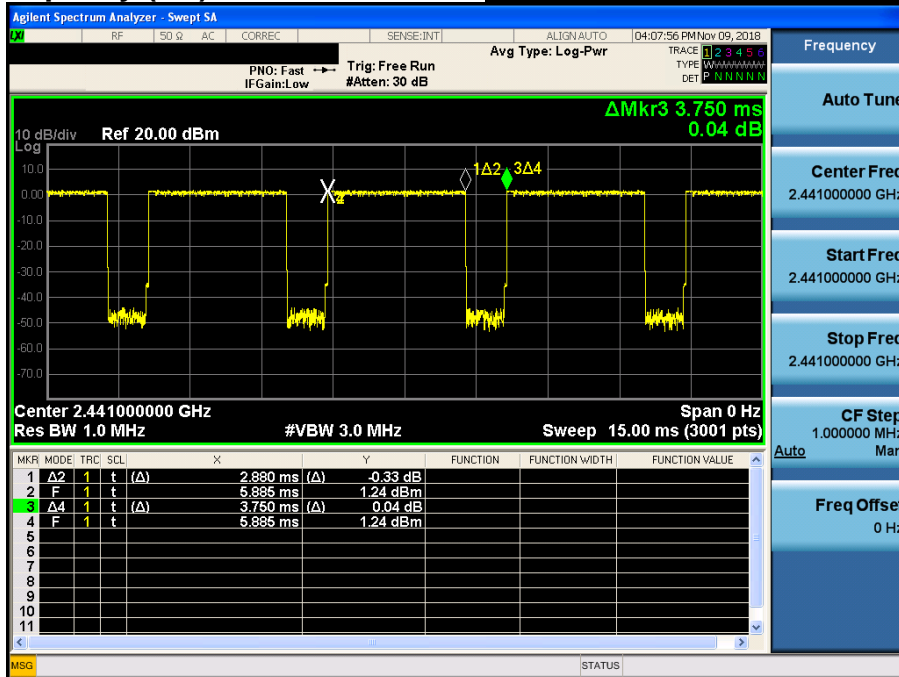 Agilent Spectrum Analyzer - Swept SA
LXI RF 50 Ω AC CORREC SENSE:INT ALIGN AUTO 04:07:56 PM Nov 09, 2018
Avg Type: Log-Pwr TRACE 1 2 3 4 5 6
PNO: Fast Trig: Free Run TYPE WWWWWW
IFGain:Low #Atten: 30 dB DET P N N N N N
ΔMkr3 3.750 ms
10 dB/div Ref 20.00 dBm 0.04 dB
Log
10.0
0.00
-10.0
-20.0
-30.0
-40.0
-50.0
-60.0
-70.0
1Δ2 3Δ4
X4
Center 2.441000000 GHz Span 0 Hz
Res BW 1.0 MHz #VBW 3.0 MHz Sweep 15.00 ms (3001 pts)
MKR MODE TRC SCL X Y FUNCTION FUNCTION WIDTH FUNCTION VALUE
1 Δ2 1 t (Δ) 2.880 ms (Δ) -0.33 dB
2 F 1 t 5.885 ms 1.24 dBm
3 Δ4 1 t (Δ) 3.750 ms (Δ) 0.04 dB
4 F 1 t 5.885 ms 1.24 dBm
5
6
7
8
9
10
11
MSG STATUS
Frequency
Auto Tune
Center Freq
2.441000000 GHz
Start Freq
2.441000000 GHz
Stop Freq
2.441000000 GHz
CF Step
1.000000 MHz
Auto Man
Freq Offset
0 Hz